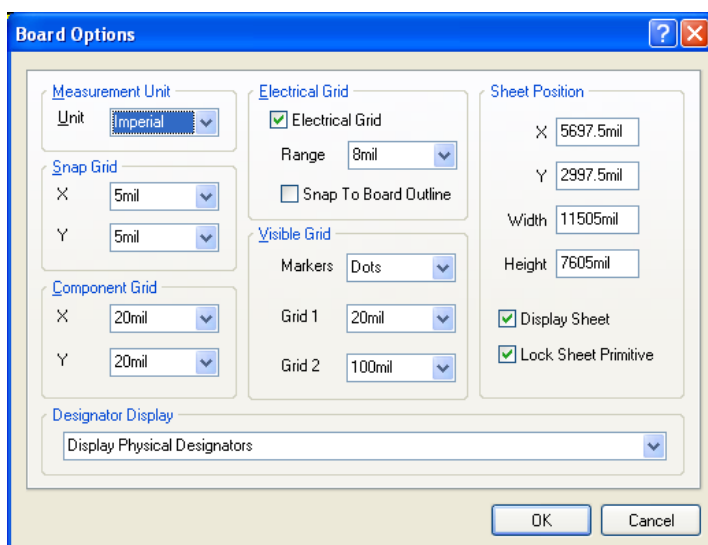 Board Options
Measurement Unit
Unit Imperial
Snap Grid
X 5mil
Y 5mil
Component Grid
X 20mil
Y 20mil
Electrical Grid
Electrical Grid
Range 8mil
Snap To Board Outline
Visible Grid
Markers Dots
Grid 1 20mil
Grid 2 100mil
Sheet Position
X 5697.5mil
Y 2997.5mil
Width 11505mil
Height 7605mil
Display Sheet
Lock Sheet Primitive
Designator Display
Display Physical Designators
OK Cancel